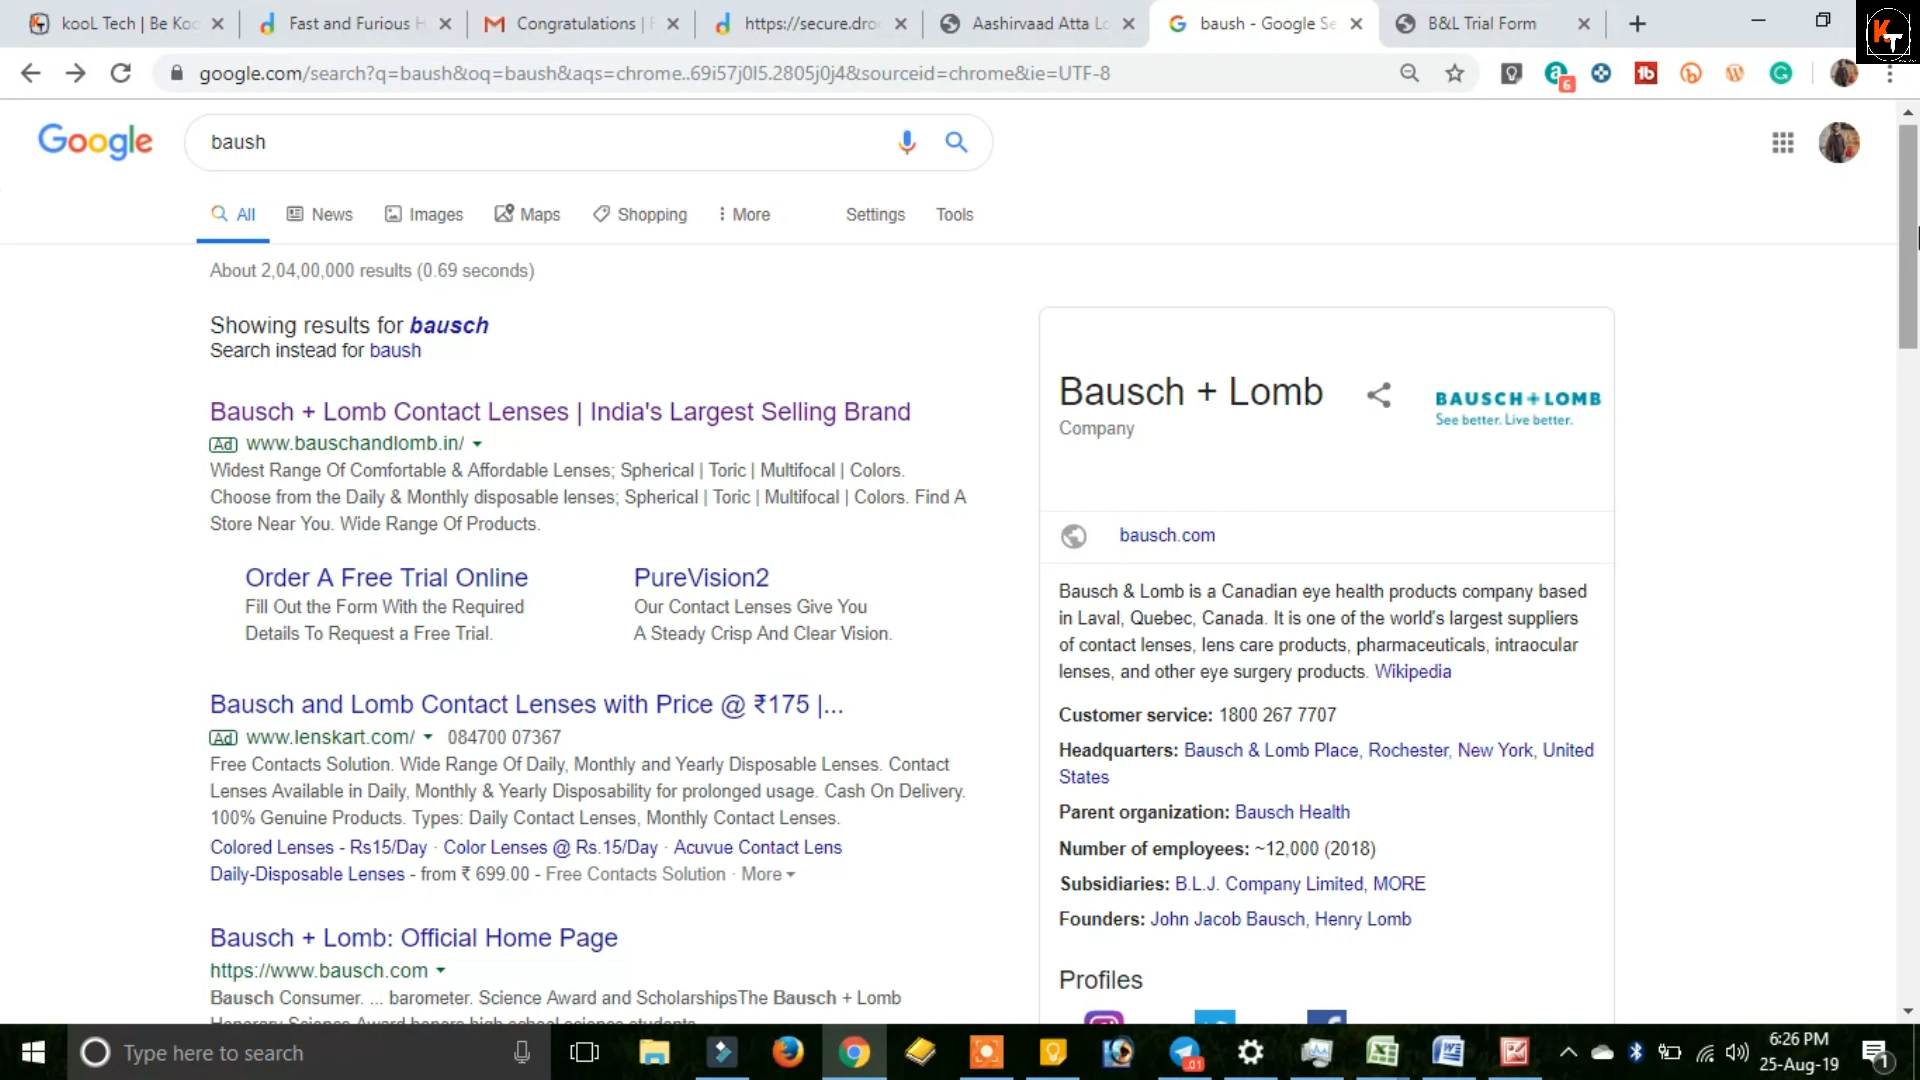 kooL Tech | Be Koo
Fast and Furious H
Congratulations | F
https://secure.droo
Aashirvaad Atta Lo
baush - Google Se
B&L Trial Form
KT
google.com/search?q=baush&oq=baush&aqs=chrome..69i57j0l5.2805j0j4&sourceid=chrome&ie=UTF-8
6
Google
baush
All
News
Images
Maps
Shopping
More
Settings
Tools
About 2,04,00,000 results (0.69 seconds)
Showing results for bausch
Search instead for baush
Bausch + Lomb Contact Lenses | India's Largest Selling Brand
Ad www.bauschandlomb.in/
Widest Range Of Comfortable & Affordable Lenses; Spherical | Toric | Multifocal | Colors.
Choose from the Daily & Monthly disposable lenses; Spherical | Toric | Multifocal | Colors. Find A
Store Near You. Wide Range Of Products.
Order A Free Trial Online
Fill Out the Form With the Required
Details To Request a Free Trial.
PureVision2
Our Contact Lenses Give You
A Steady Crisp And Clear Vision.
Bausch and Lomb Contact Lenses with Price @ ₹175 |...
Ad www.lenskart.com/ 084700 07367
Free Contacts Solution. Wide Range Of Daily, Monthly and Yearly Disposable Lenses. Contact
Lenses Available in Daily, Monthly & Yearly Disposability for prolonged usage. Cash On Delivery.
100% Genuine Products. Types: Daily Contact Lenses, Monthly Contact Lenses.
Colored Lenses - Rs15/Day · Color Lenses @ Rs.15/Day · Acuvue Contact Lens
Daily-Disposable Lenses - from ₹ 699.00 - Free Contacts Solution · More
Bausch + Lomb: Official Home Page
https://www.bausch.com
Bausch Consumer. ... barometer. Science Award and ScholarshipsThe Bausch + Lomb
Honorary Science Award honors high school science students
Bausch + Lomb
Company
BAUSCH+LOMB
See better. Live better.
bausch.com
Bausch & Lomb is a Canadian eye health products company based
in Laval, Quebec, Canada. It is one of the world's largest suppliers
of contact lenses, lens care products, pharmaceuticals, intraocular
lenses, and other eye surgery products. Wikipedia
Customer service: 1800 267 7707
Headquarters: Bausch & Lomb Place, Rochester, New York, United
States
Parent organization: Bausch Health
Number of employees: ~12,000 (2018)
Subsidiaries: B.L.J. Company Limited, MORE
Founders: John Jacob Bausch, Henry Lomb
Profiles
Type here to search
6:26 PM
25-Aug-19
1